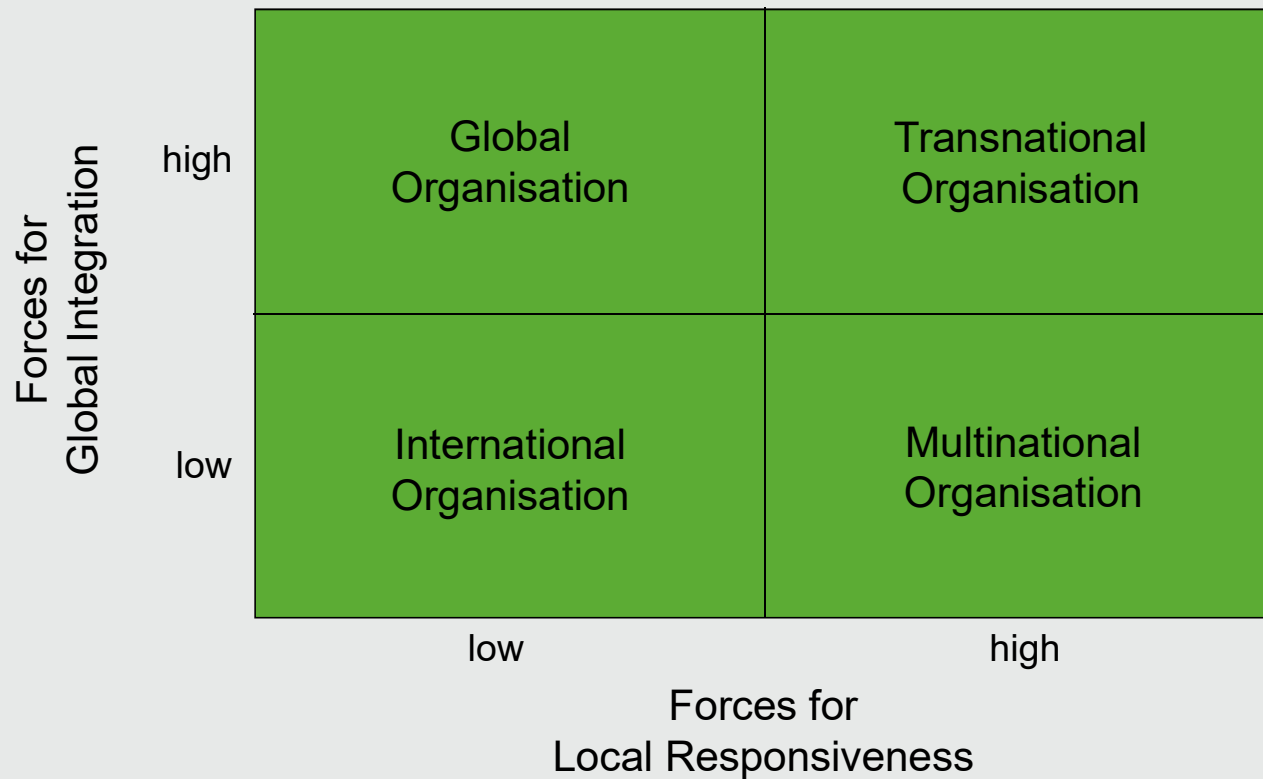 Forces for
Global Integration
high
Global
Organisation
Transnational
Organisation
low
International
Organisation
Multinational
Organisation
low
high
Forces for
Local Responsiveness